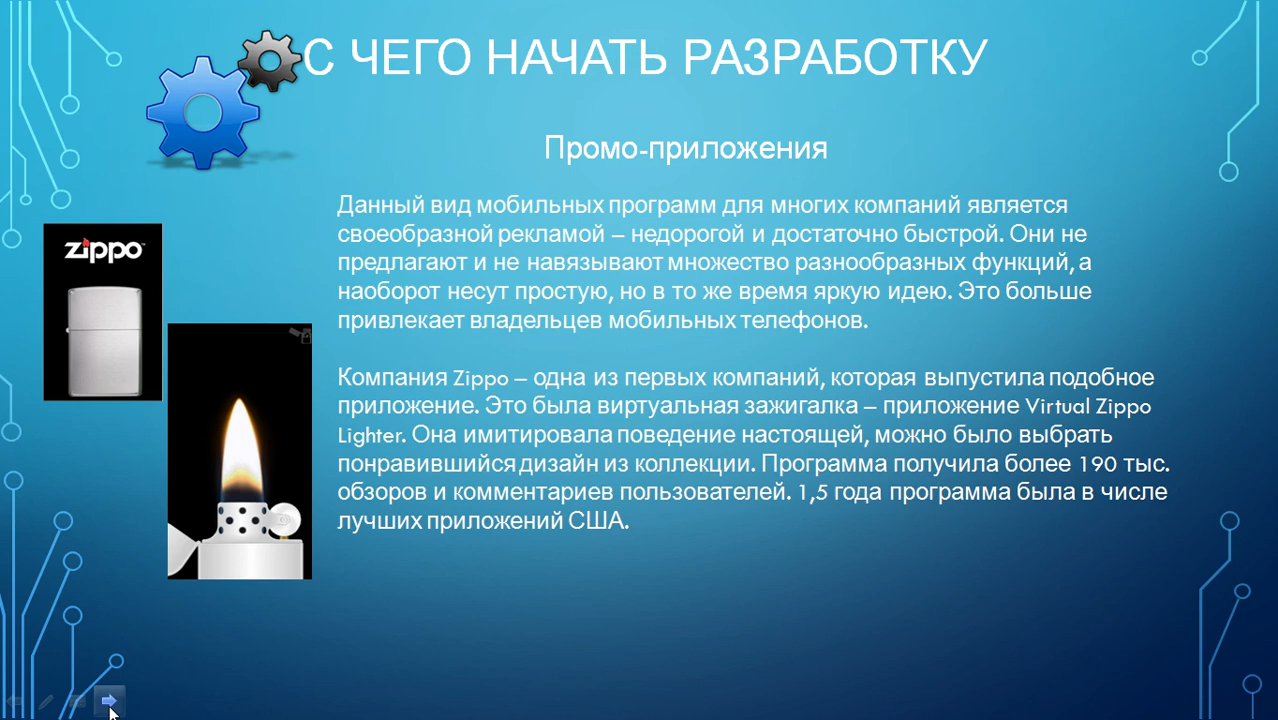 С ЧЕГО НАЧАТЬ РАЗРАБОТКУ
Промо-приложения
zippo
Данный вид мобильных программ для многих компаний является
своеобразной рекламой – недорогой и достаточно быстрой. Они не
предлагают и не навязывают множество разнообразных функций, а
наоборот несут простую, но в то же время яркую идею. Это больше
привлекает владельцев мобильных телефонов.
Компания Zippo – одна из первых компаний, которая выпустила подобное
приложение. Это была виртуальная зажигалка – приложение Virtual Zippo
Lighter. Она имитировала поведение настоящей, можно было выбрать
понравившийся дизайн из коллекции. Программа получила более 190 тыс.
обзоров и комментариев пользователей. 1,5 года программа была в числе
лучших приложений США.